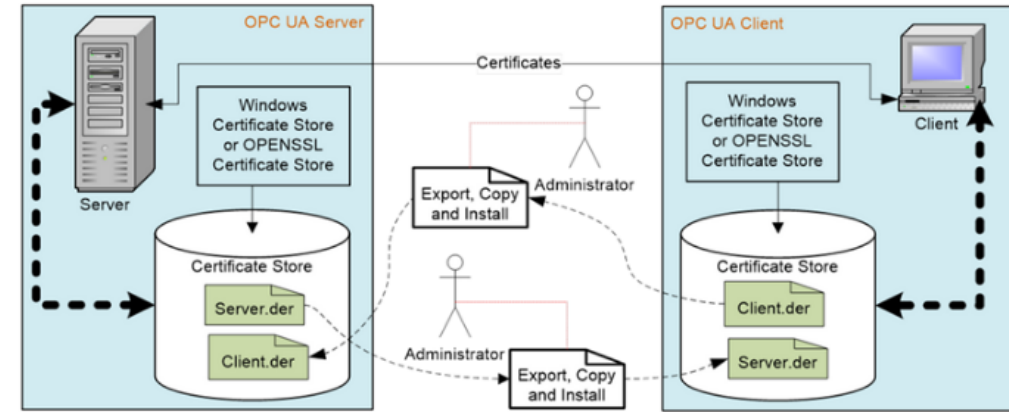 OPC UA Server
OPC UA Client
Certificates
Windows
Certificate Store
or OPENSSL
Certificate Store
Windows
Certificate Store
or OPENSSL
Certificate Store
Server
Client
Administrator
Export, Copy
and Install
Certificate Store
Server.der
Client.der
Administrator
Export, Copy
and Install
Certificate Store
Client.der
Server.der